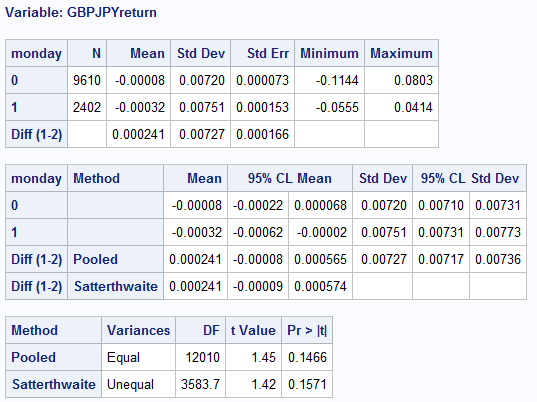 Variable: GBPJPYreturn
monday N Mean Std Dev Std Err Minimum Maximum
0 9610 -0.00008 0.00720 0.000073 -0.1144 0.0803
1 2402 -0.00032 0.00751 0.000153 -0.0555 0.0414
Diff (1-2) 0.000241 0.00727 0.000166
monday Method Mean 95% CL Mean Std Dev 95% CL Std Dev
0 -0.00008 -0.00022 0.000068 0.00720 0.00710 0.00731
1 -0.00032 -0.00062 -0.00002 0.00751 0.00731 0.00773
Diff (1-2) Pooled 0.000241 -0.00008 0.000565 0.00727 0.00717 0.00736
Diff (1-2) Satterthwaite 0.000241 -0.00009 0.000574
Method Variances DF t Value Pr > |t|
Pooled Equal 12010 1.45 0.1466
Satterthwaite Unequal 3583.7 1.42 0.1571